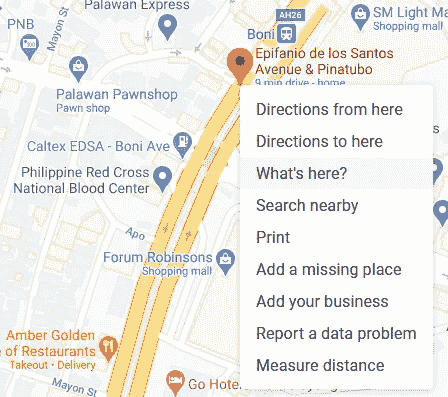 Palawan Express
AH26
SM Light Ma
Shopping mall
PNB
Mayon St
Boni
Epifanio de los Santos
Avenue & Pinatubo
9 min drive - home
Palawan Pawnshop
Pawn shop
Directions from here
Directions to here
Caltex EDSA - Boni Ave
What's here?
Philippine Red Cross
National Blood Center
Search nearby
Apo
Print
Forum Robinsons
Shopping mall
Add a missing place
Add your business
Amber Golden
e of Restaurants
Takeout • Delivery
Report a data problem
Measure distance
Mayon St
Go Hote